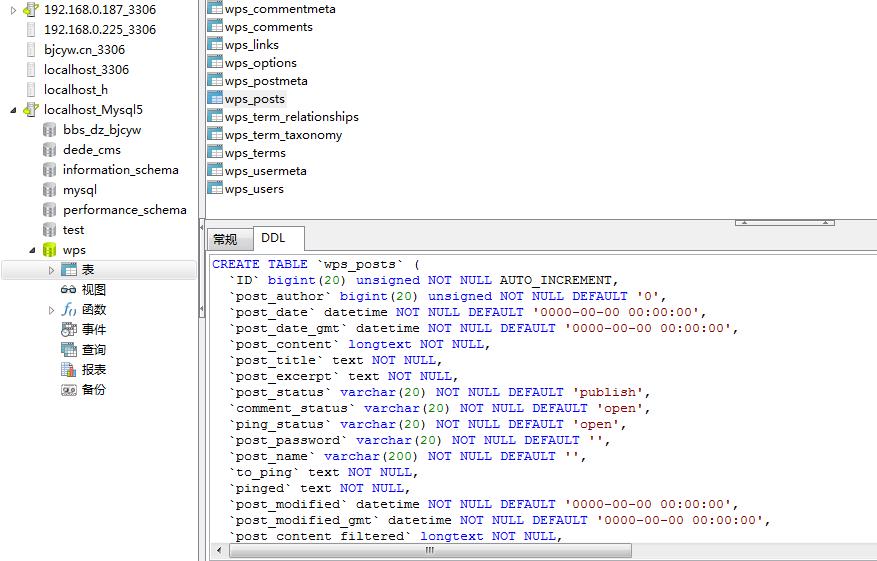 192.168.0.187_3306
192.168.0.225_3306
bjcyw.cn_3306
localhost_3306
localhost_h
localhost_Mysql5
bbs_dz_bjcyw
dede_cms
information_schema
mysql
performance_schema
test
wps
表
视图
函数
事件
查询
报表
备份
wps_commentmeta
wps_comments
wps_links
wps_options
wps_postmeta
wps_posts
wps_term_relationships
wps_term_taxonomy
wps_terms
wps_usermeta
wps_users
常规 DDL
CREATE TABLE `wps_posts` (
`ID` bigint(20) unsigned NOT NULL AUTO_INCREMENT,
`post_author` bigint(20) unsigned NOT NULL DEFAULT '0',
`post_date` datetime NOT NULL DEFAULT '0000-00-00 00:00:00',
`post_date_gmt` datetime NOT NULL DEFAULT '0000-00-00 00:00:00',
`post_content` longtext NOT NULL,
`post_title` text NOT NULL,
`post_excerpt` text NOT NULL,
`post_status` varchar(20) NOT NULL DEFAULT 'publish',
`comment_status` varchar(20) NOT NULL DEFAULT 'open',
`ping_status` varchar(20) NOT NULL DEFAULT 'open',
`post_password` varchar(20) NOT NULL DEFAULT '',
`post_name` varchar(200) NOT NULL DEFAULT '',
`to_ping` text NOT NULL,
`pinged` text NOT NULL,
`post_modified` datetime NOT NULL DEFAULT '0000-00-00 00:00:00',
`post_modified_gmt` datetime NOT NULL DEFAULT '0000-00-00 00:00:00',
`post_content_filtered` longtext NOT NULL,